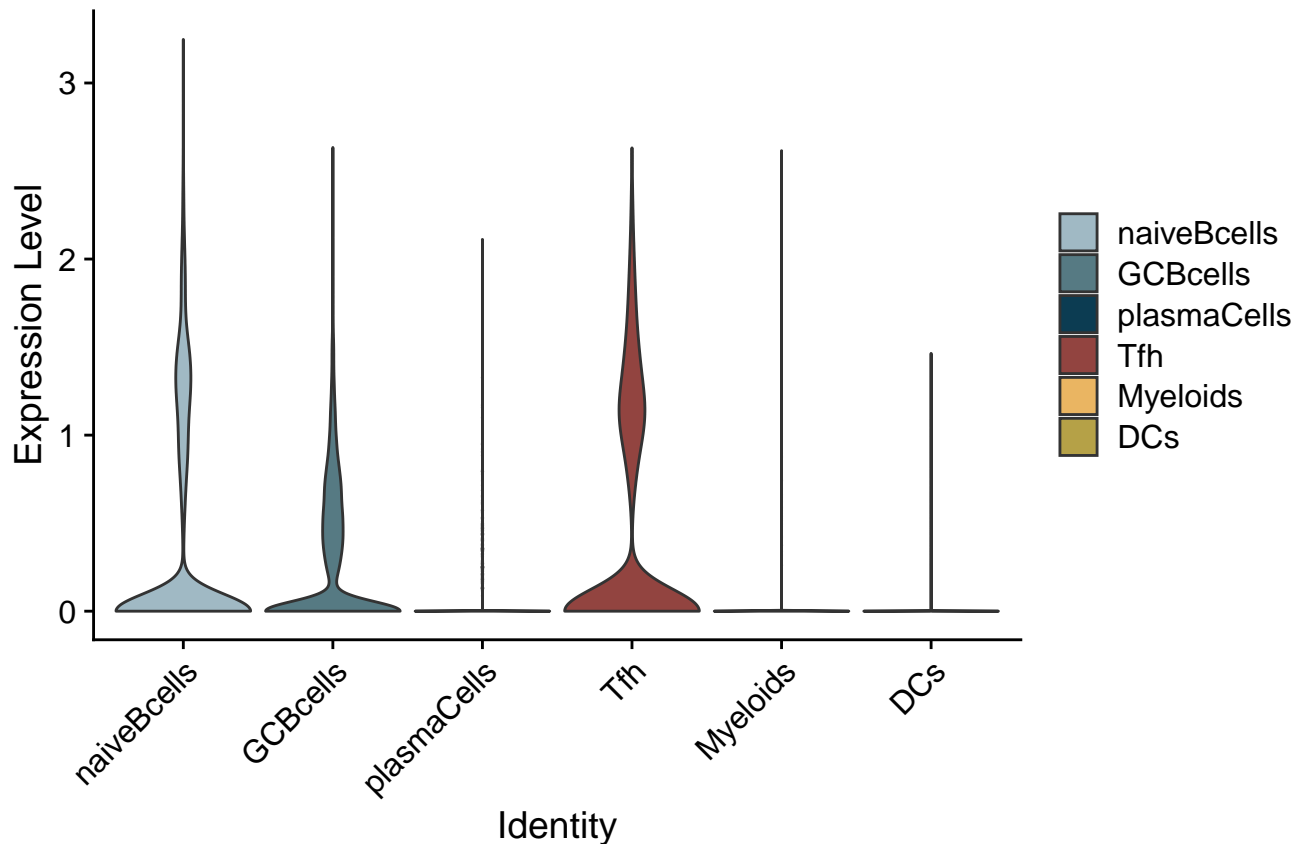 Expression Level
3
2
1
0
naiveBcells
GCBcells
plasmaCells
Tfh
Myeloids
DCs
Identity
naiveBcells
GCBcells
plasmaCells
Tfh
Myeloids
DCs